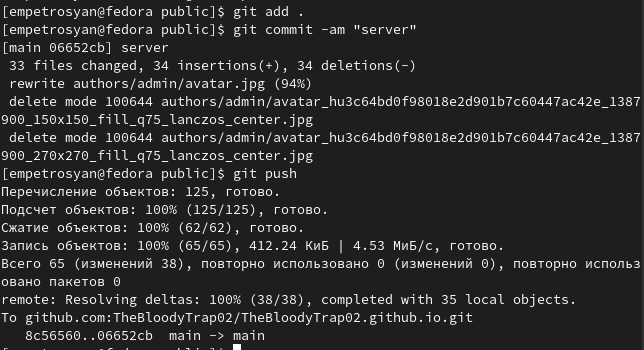 [empetrosyan@fedora public]$ git add .
[empetrosyan@fedora public]$ git commit -am "server"
[main 06652cb] server
 33 files changed, 34 insertions(+), 34 deletions(-)
 rewrite authors/admin/avatar.jpg (94%)
 delete mode 100644 authors/admin/avatar_hu3c64bd0f98018e2d901b7c60447ac42e_1387
900_150x150_fill_q75_lanczos_center.jpg
 delete mode 100644 authors/admin/avatar_hu3c64bd0f98018e2d901b7c60447ac42e_1387
900_270x270_fill_q75_lanczos_center.jpg
[empetrosyan@fedora public]$ git push
Перечисление объектов: 125, готово.
Подсчет объектов: 100% (125/125), готово.
Сжатие объектов: 100% (62/62), готово.
Запись объектов: 100% (65/65), 412.24 КиБ | 4.53 МиБ/с, готово.
Всего 65 (изменений 38), повторно использовано 0 (изменений 0), повторно использ
овано пакетов 0
remote: Resolving deltas: 100% (38/38), completed with 35 local objects.
To github.com:TheBloodyTrap02/TheBloodyTrap02.github.io.git
   8c56560..06652cb  main -> main